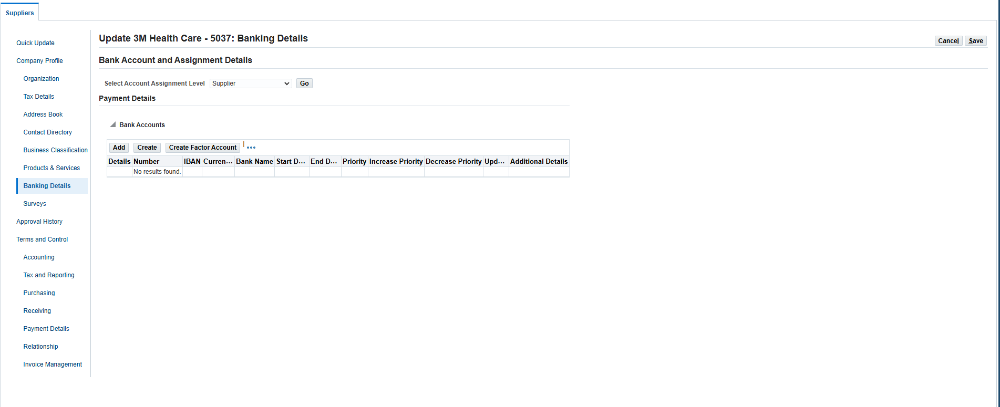 Suppliers
Update 3M Health Care - 5037: Banking Details
Cancel
Save
Quick Update
Company Profile
Organization
Tax Details
Address Book
Contact Directory
Business Classification
Products & Services
Banking Details
Surveys
Approval History
Terms and Control
Accounting
Tax and Reporting
Purchasing
Receiving
Payment Details
Relationship
Invoice Management
Bank Account and Assignment Details
Select Account Assignment Level Supplier Go
Payment Details
Bank Accounts
Add Create Create Factor Account
Details Number IBAN Curren... Bank Name Start D... End D... Priority Increase Priority Decrease Priority Upd... Additional Details
No results found.